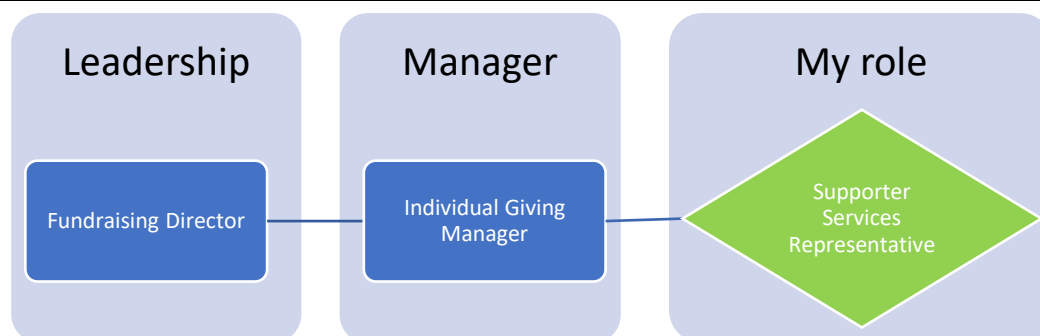 Leadership
Manager
My role
Fundraising Director
Individual Giving
Manager
Supporter
Services
Representative